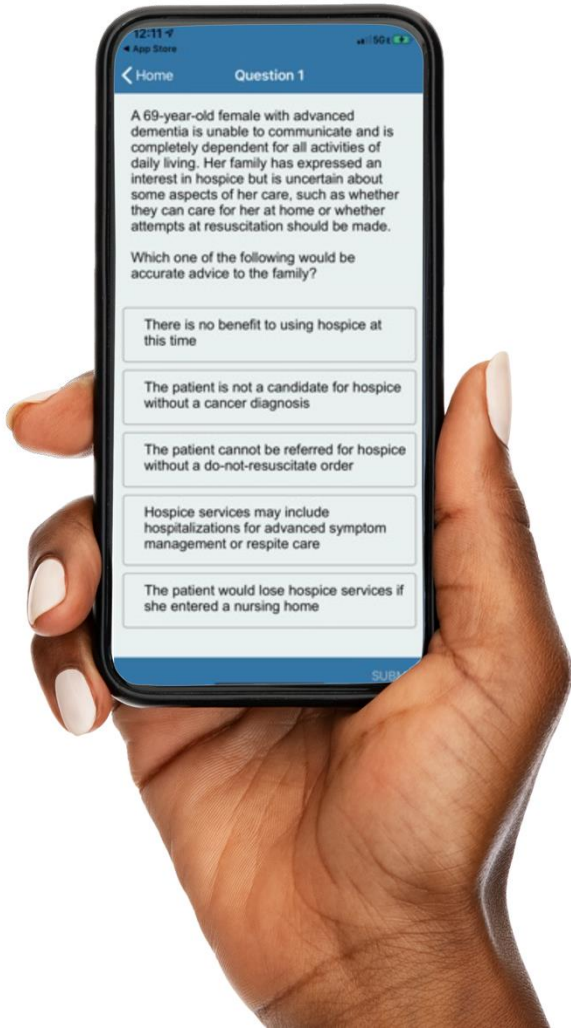 12:11
App Store
5G
Home
Question 1
A 69-year-old female with advanced
dementia is unable to communicate and is
completely dependent for all activities of
daily living. Her family has expressed an
interest in hospice but is uncertain about
some aspects of her care, such as whether
they can care for her at home or whether
attempts at resuscitation should be made.
Which one of the following would be
accurate advice to the family?
There is no benefit to using hospice at
this time
The patient is not a candidate for hospice
without a cancer diagnosis
The patient cannot be referred for hospice
without a do-not-resuscitate order
Hospice services may include
hospitalizations for advanced symptom
management or respite care
The patient would lose hospice services if
she entered a nursing home